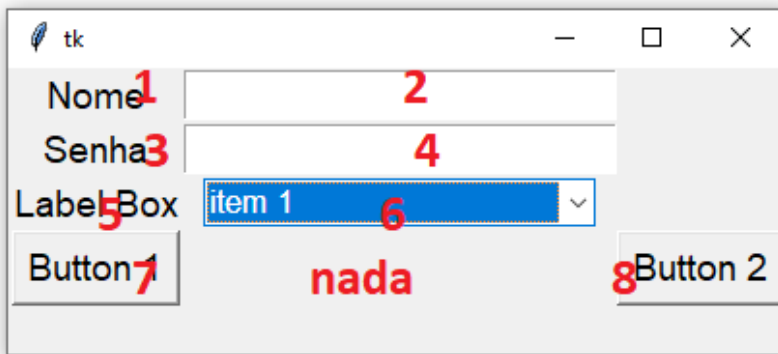 tk
Nome 1 2
Senha 3 4
Label Box 5 item 1 6
Button 1 7 nada 8 Button 2